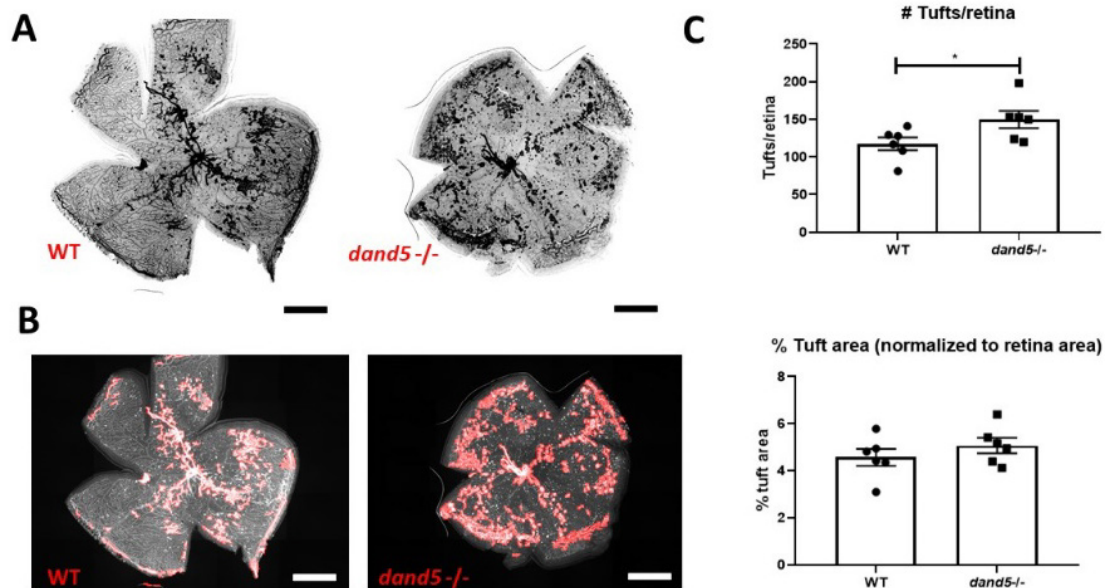 A
WT
dand5 -/-
B
WT
dand5 -/-
C
# Tufts/retina
Tufts/retina
250
200
150
100
50
0
*
WT
dand5-/-
% Tuft area (normalized to retina area)
% tuft area
8
6
4
2
0
WT
dand5-/-